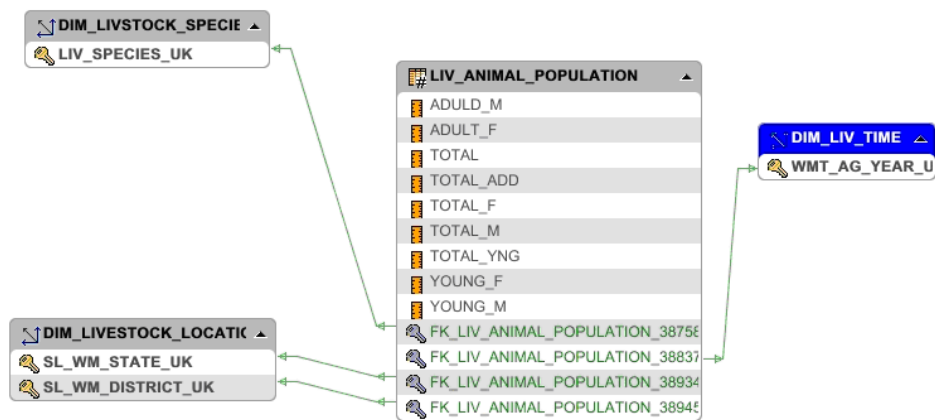 DIM_LIVSTOCK_SPECIE
LIV_SPECIES_UK
LIV_ANIMAL_POPULATION
ADULD_M
ADULT_F
TOTAL
TOTAL_ADD
TOTAL_F
TOTAL_M
TOTAL_YNG
YOUNG_F
YOUNG_M
FK_LIV_ANIMAL_POPULATION_38758
FK_LIV_ANIMAL_POPULATION_38837
FK_LIV_ANIMAL_POPULATION_38934
FK_LIV_ANIMAL_POPULATION_38945
DIM_LIV_TIME
WMT_AG_YEAR_U
DIM_LIVESTOCK_LOCATIC
SL_WM_STATE_UK
SL_WM_DISTRICT_UK